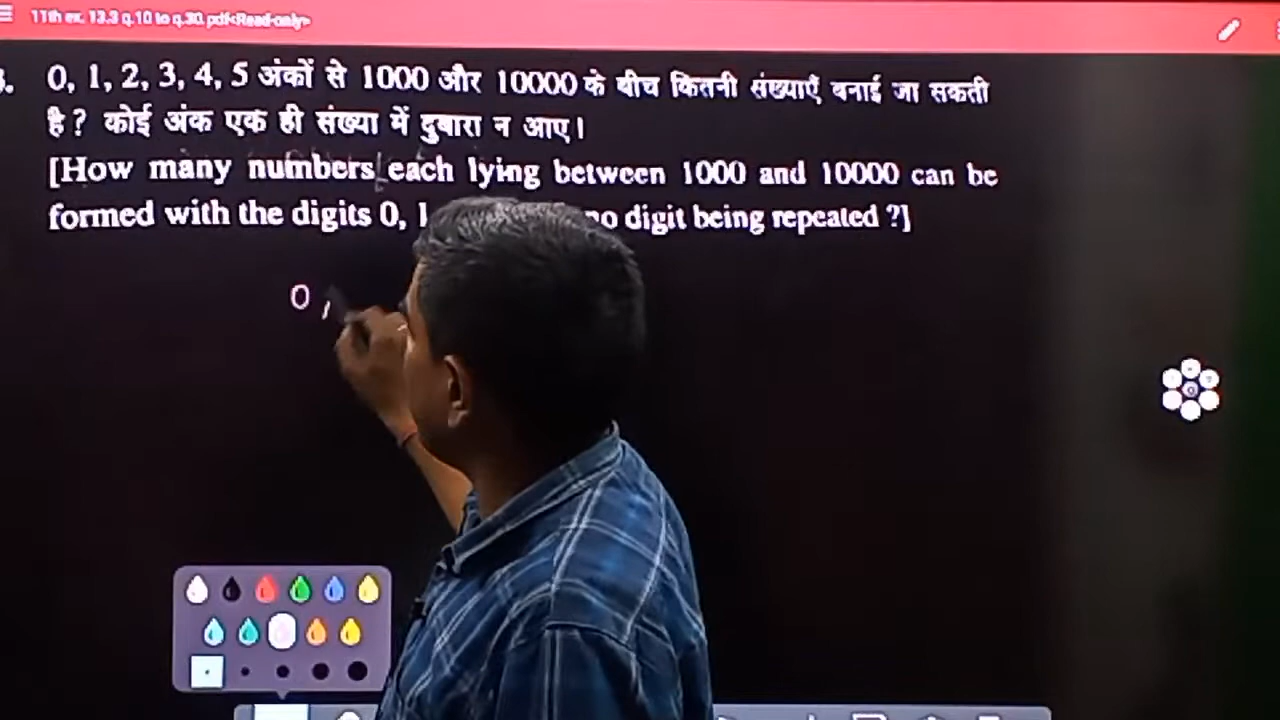 11th ex. 13.3 q.10 to q.30.pdf<Read-only>
0, 1, 2, 3, 4, 5 अंकों से 1000 और 10000 के बीच कितनी संख्याएँ बनाई जा सकती
है ? कोई अंक एक ही संख्या में दुबारा न आए।
[How many numbers each lying between 1000 and 10000 can be
formed with the digits 0, 1 no digit being repeated ?]
0 ,